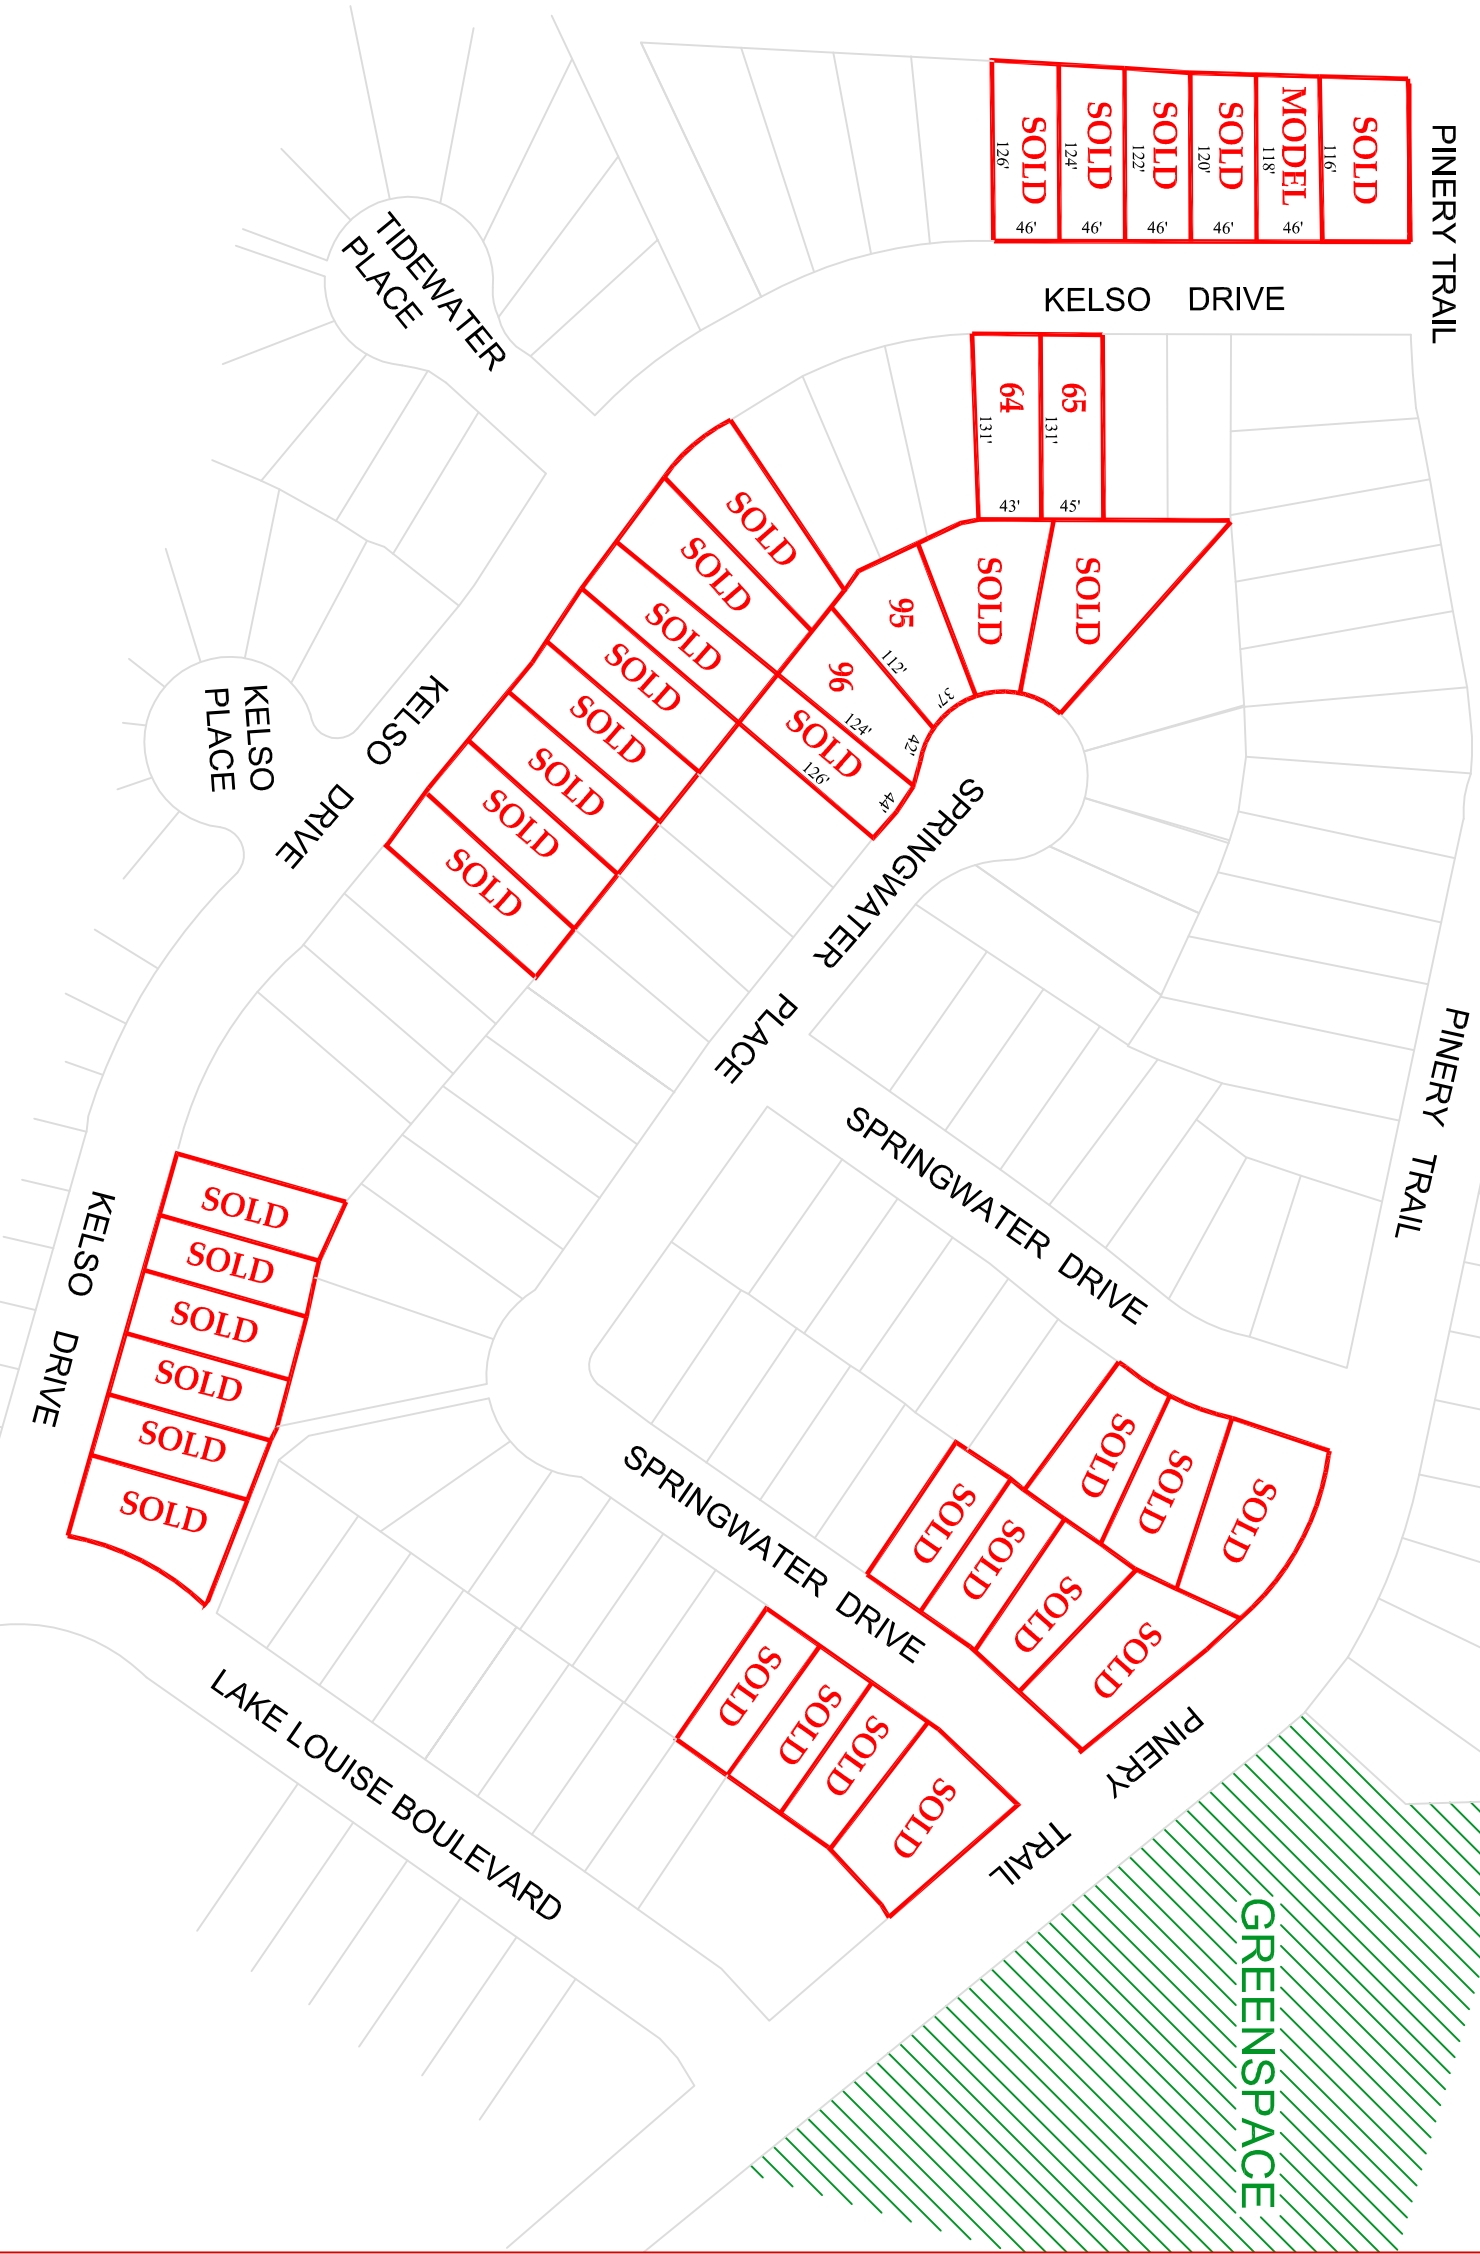 PINERY TRAIL
SOLD
126'
46'
SOLD
124'
46'
SOLD
122'
46'
SOLD
120'
46'
MODEL
118'
46'
SOLD
116'
KELSO DRIVE
TIDEWATER
PLACE
64
131'
43'
65
131'
45'
SOLD
SOLD
95
112'
37'
96
124'
42'
SOLD
126'
44'
SOLD
SOLD
SOLD
SOLD
SOLD
SOLD
SOLD
SOLD
KELSO
PLACE
KELSO DRIVE
SPRINGWATER PLACE
PINERY TRAIL
SPRINGWATER DRIVE
KELSO DRIVE
SOLD
SOLD
SOLD
SOLD
SOLD
SOLD
SOLD
SOLD
SOLD
SOLD
SOLD
SOLD
SOLD
SPRINGWATER DRIVE
SOLD
SOLD
SOLD
SOLD
PINERY TRAIL
LAKE LOUISE BOULEVARD
GREENSPACE